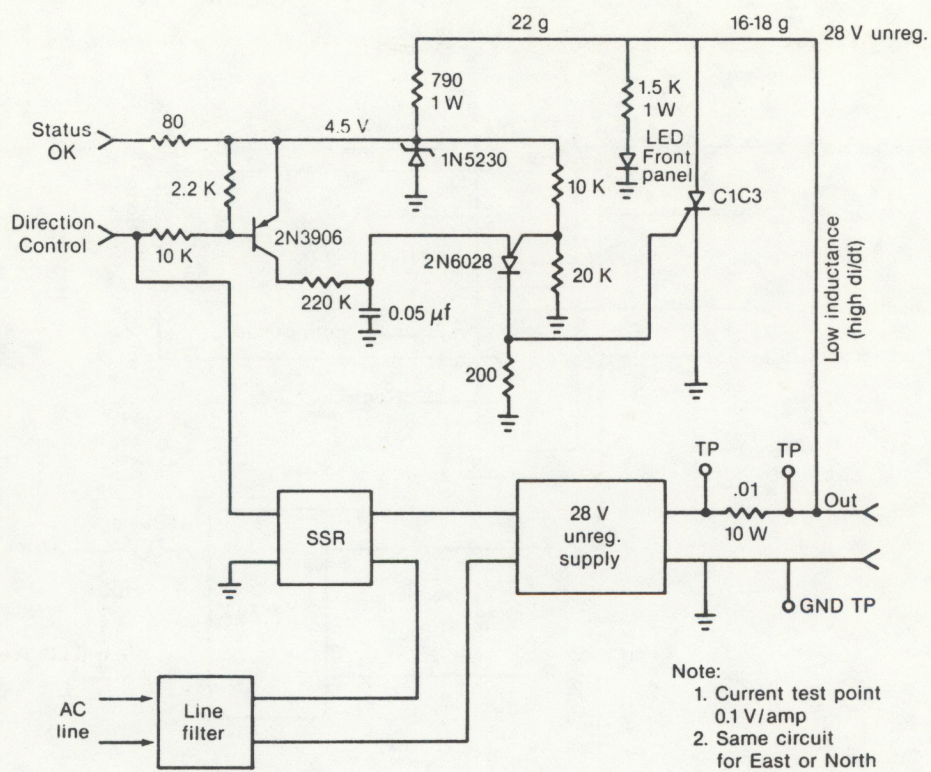 22 g
16-18 g
28 V unreg.
790
1 W
1.5 K
1 W
Status
OK
80
4.5 V
1N5230
LED
Front
panel
2.2 K
10 K
C1C3
Direction
Control
10 K
2N3906
2N6028
20 K
220 K
0.05 μf
Low inductance
(high di/dt)
200
TP
TP
.01
Out
10 W
SSR
28 V
unreg.
supply
GND TP
AC
line
Line
filter
Note:
1. Current test point
0.1 V/amp
2. Same circuit
for East or North